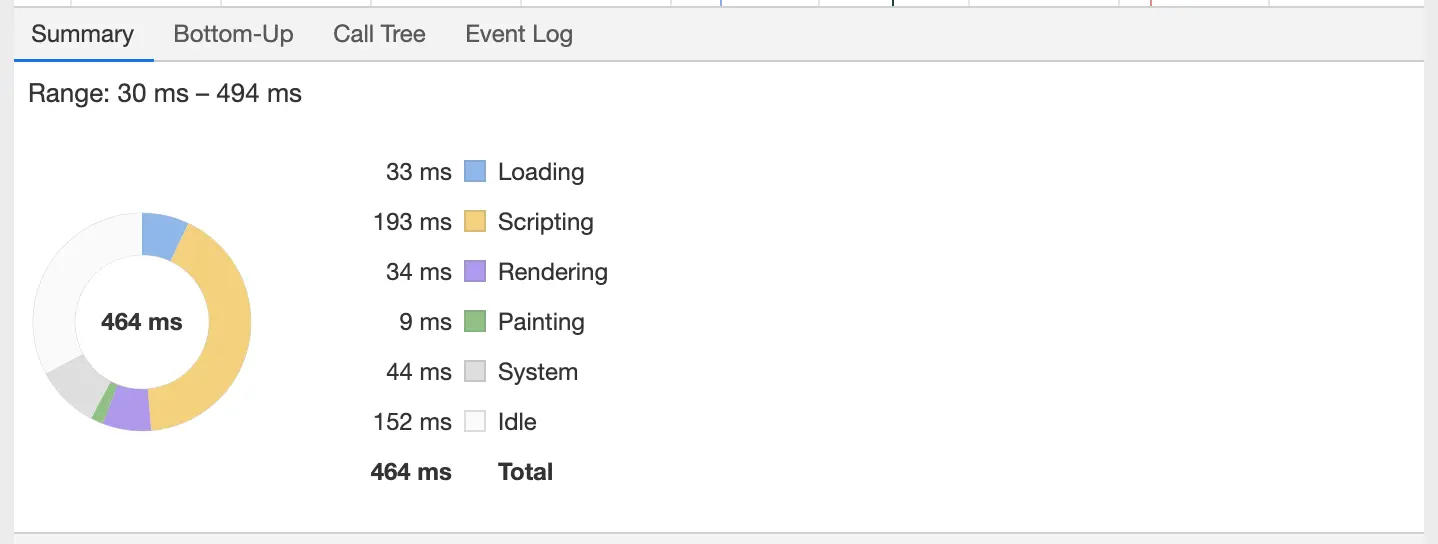 Summary Bottom-Up Call Tree Event Log
Range: 30 ms – 494 ms
33 ms Loading
193 ms Scripting
34 ms Rendering
464 ms
9 ms Painting
44 ms System
152 ms Idle
464 ms Total